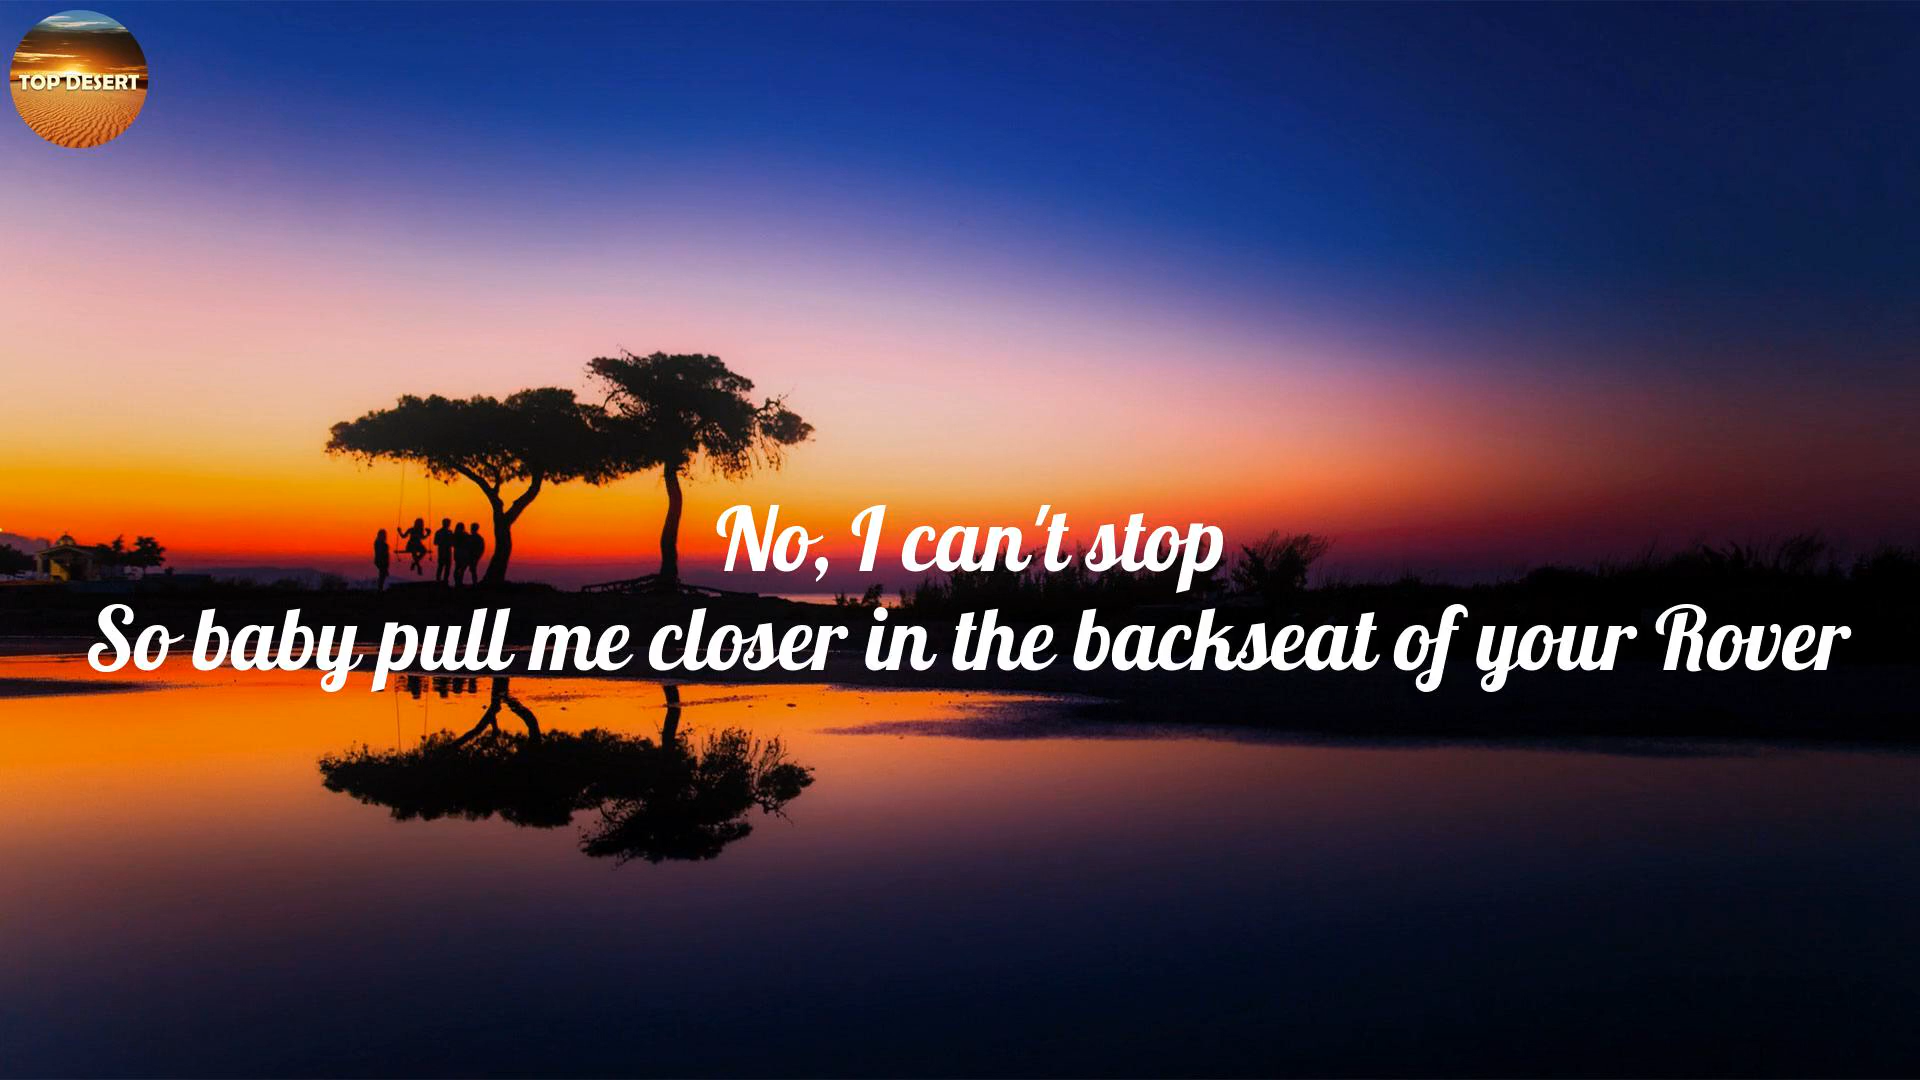 TOP DESERT
No, I can't stop
So baby pull me closer in the backseat of your Rover